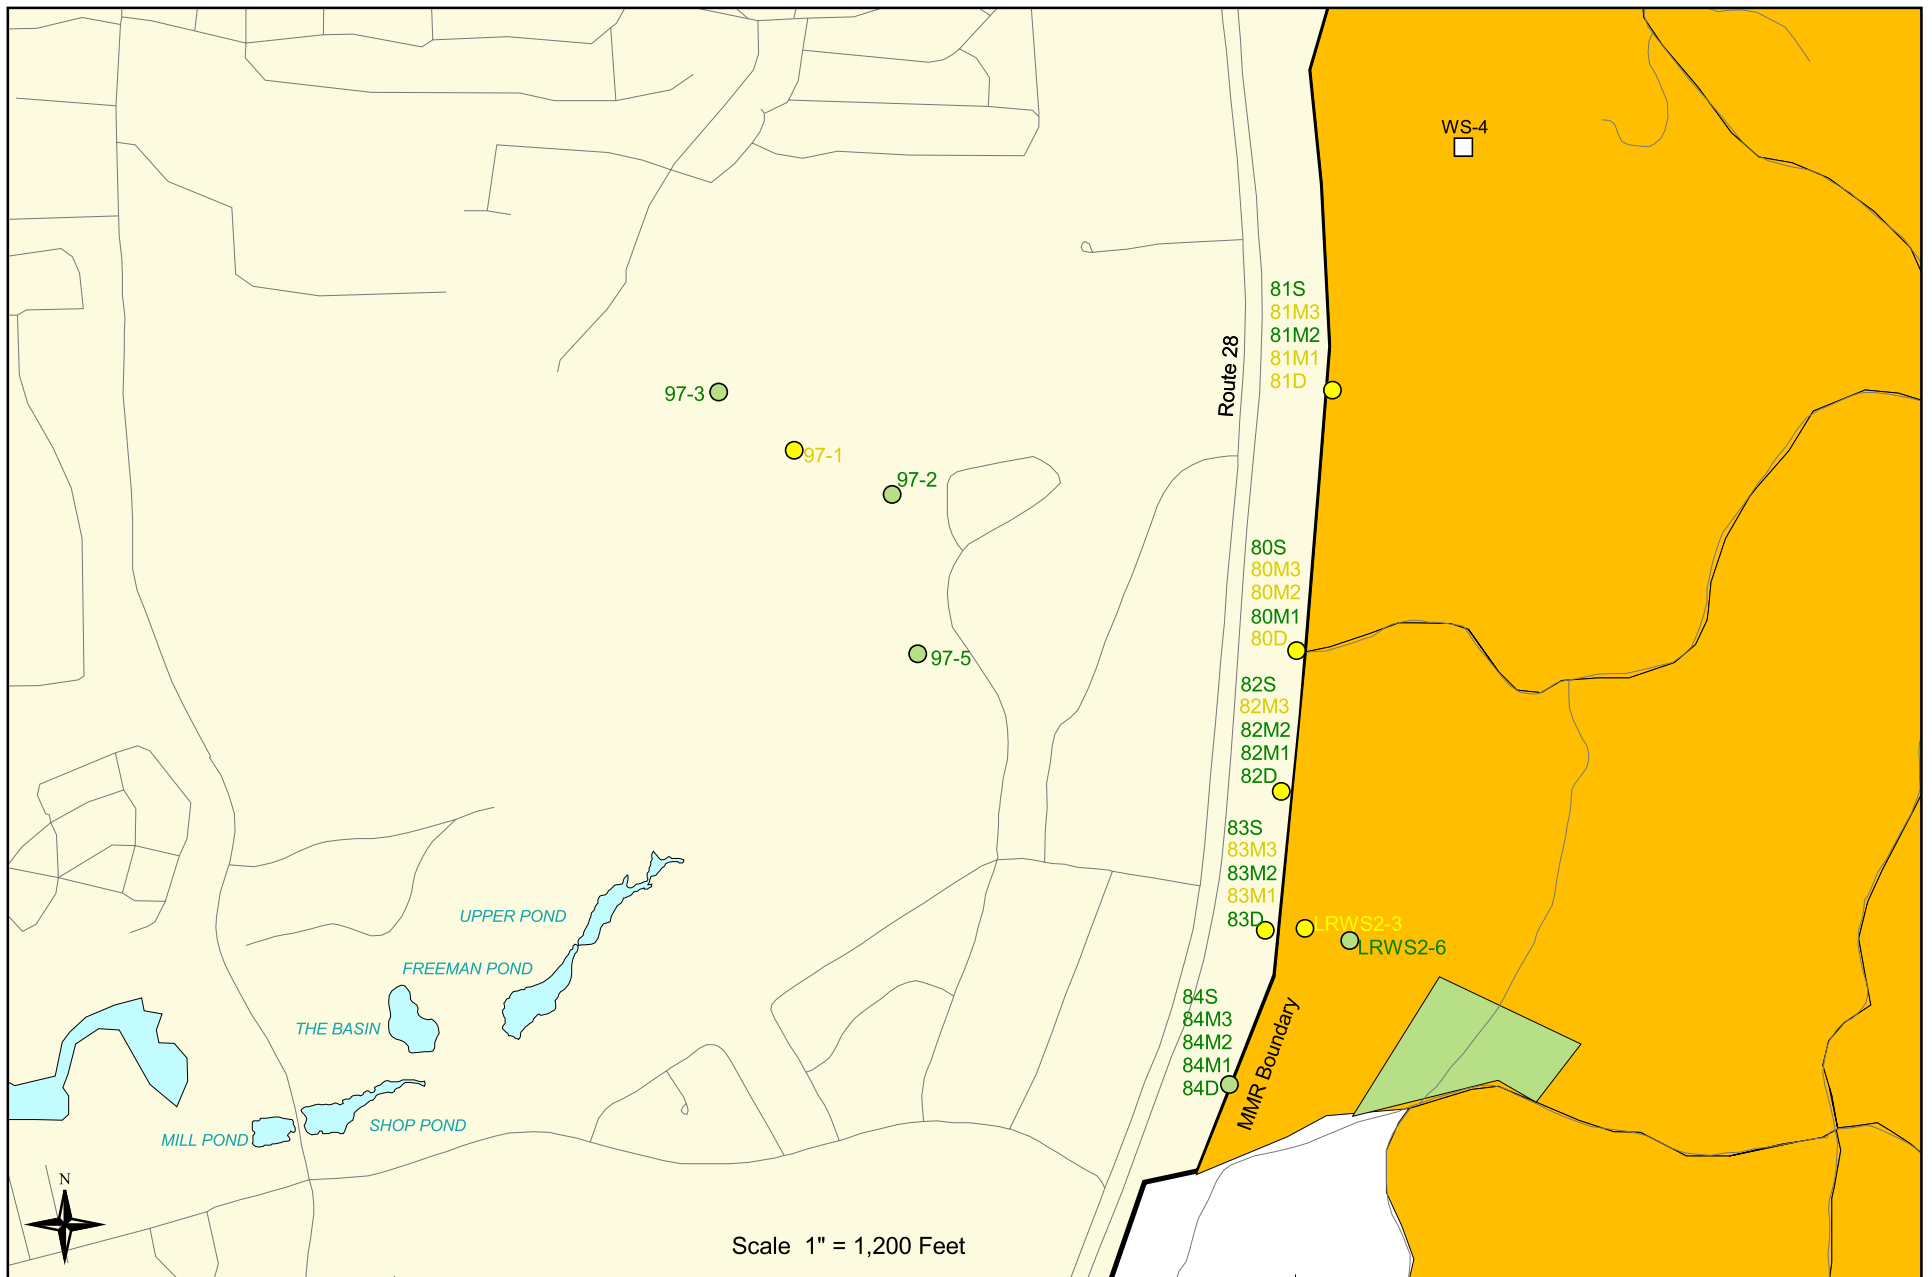 WS-4
81S
81M3
81M2
81M1
81D
Route 28
97-3
97-1
97-2
80S
80M3
80M2
80M1
80D
97-5
82S
82M3
82M2
82M1
82D
83S
83M3
83M2
83M1
83D
LRWS2-3
LRWS2-6
UPPER POND
FREEMAN POND
THE BASIN
84S
84M3
84M2
84M1
84D
MMR Boundary
SHOP POND
MILL POND
N
Scale 1" = 1,200 Feet